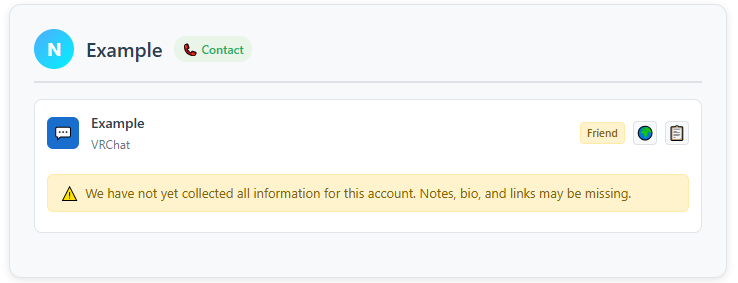 N
Example
Contact
Example
VRChat
Friend
We have not yet collected all information for this account. Notes, bio, and links may be missing.